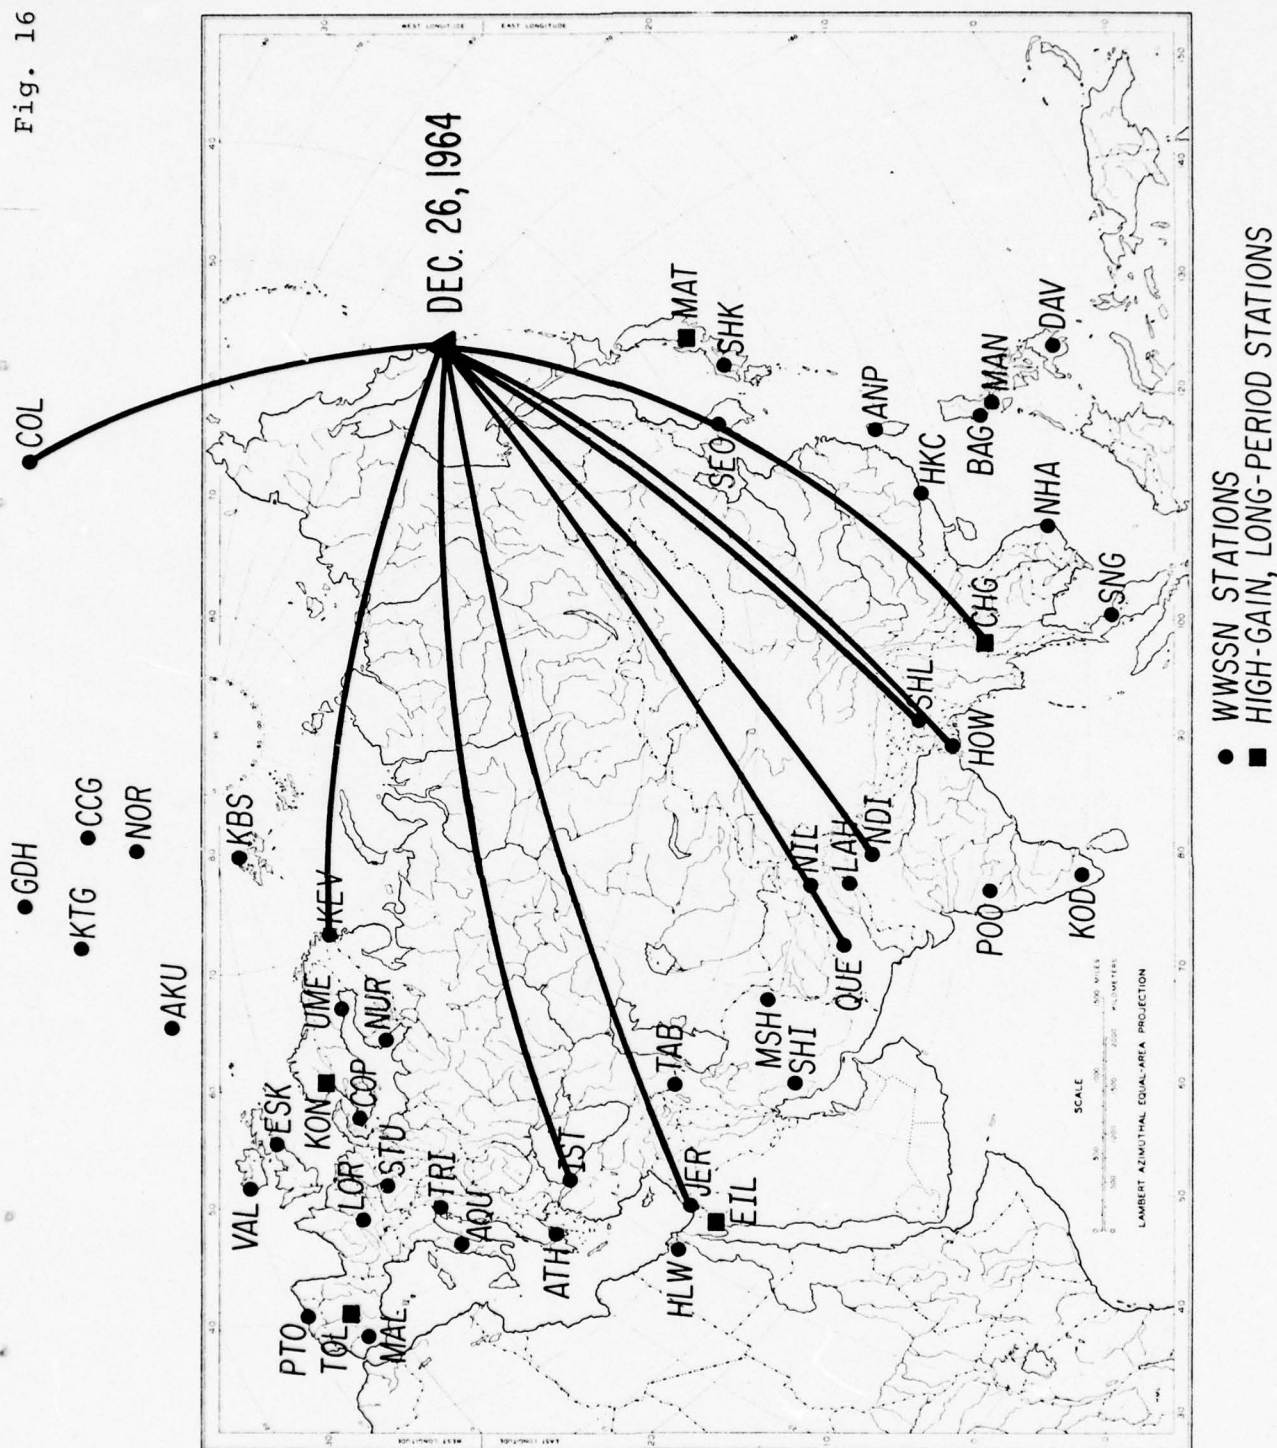 Fig. 16
WEST LONGITUDE
EAST LONGITUDE
COL
DEC. 26, 1964
GDH
CCG
KTG
NOR
AKU
KBS
KEV
UME
NUR
KON
COP
ESK
VAL
LOR
STU
TRI
AQU
PTO
TOL
MAL
ATH
IST
HLW
JER
EIL
TAB
MSH
SHI
QUE
NIL
LAH
NDI
POO
KOD
SHL
HOW
CHG
SNG
NHA
HKC
BAG
MAN
DAV
ANP
SEO
SHK
MAT
SCALE
LAMBERT AZIMUTHAL EQUAL-AREA PROJECTION
● WWSSN STATIONS
■ HIGH-GAIN, LONG-PERIOD STATIONS